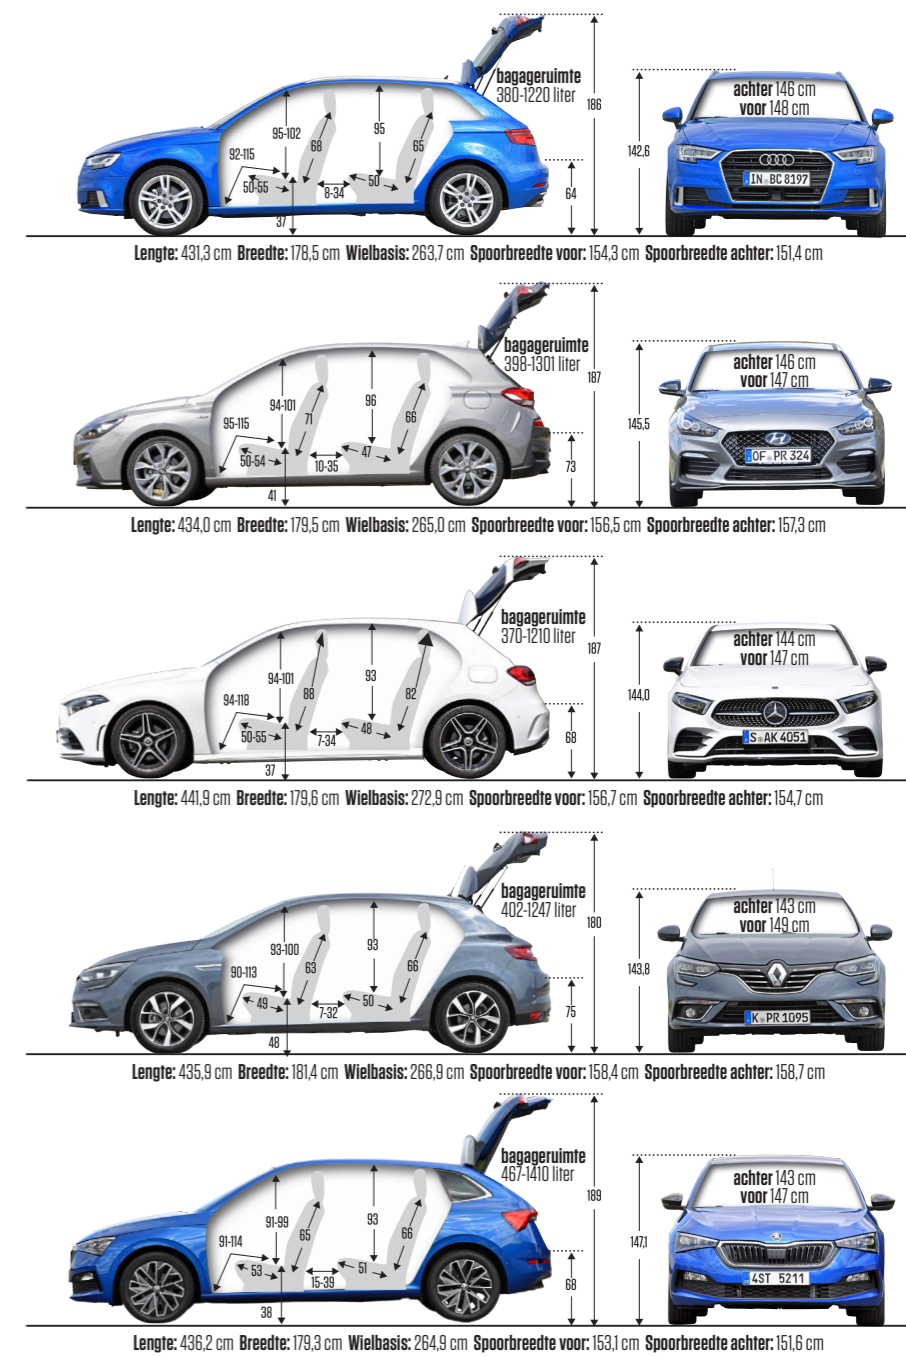 bagageruimte
380-1220 liter
186
95-102
95
68
65
92-115
50-55
8-34
50
37
64
142,6
achter 146 cm
voor 148 cm
IN BC 8197
Lengte: 431,3 cm Breedte: 178,5 cm Wielbasis: 263,7 cm Spoorbreedte voor: 154,3 cm Spoorbreedte achter: 151,4 cm
bagageruimte
398-1301 liter
187
94-101
96
71
66
95-115
50-54
10-35
47
41
73
145,5
achter 146 cm
voor 147 cm
OF PR 324
Lengte: 434,0 cm Breedte: 179,5 cm Wielbasis: 265,0 cm Spoorbreedte voor: 156,5 cm Spoorbreedte achter: 157,3 cm
bagageruimte
370-1210 liter
187
94-101
93
88
82
94-118
50-55
7-34
48
37
68
144,0
achter 144 cm
voor 147 cm
S AK 4051
Lengte: 441,9 cm Breedte: 179,6 cm Wielbasis: 272,9 cm Spoorbreedte voor: 156,7 cm Spoorbreedte achter: 154,7 cm
bagageruimte
402-1247 liter
180
93-100
93
63
66
90-113
49
7-32
50
48
75
143,8
achter 143 cm
voor 149 cm
K PR 1095
Lengte: 435,9 cm Breedte: 181,4 cm Wielbasis: 266,9 cm Spoorbreedte voor: 158,4 cm Spoorbreedte achter: 158,7 cm
bagageruimte
467-1410 liter
189
91-99
93
65
66
91-114
53
15-39
51
38
68
147,1
achter 143 cm
voor 147 cm
4ST 5211
Lengte: 436,2 cm Breedte: 179,3 cm Wielbasis: 264,9 cm Spoorbreedte voor: 153,1 cm Spoorbreedte achter: 151,6 cm